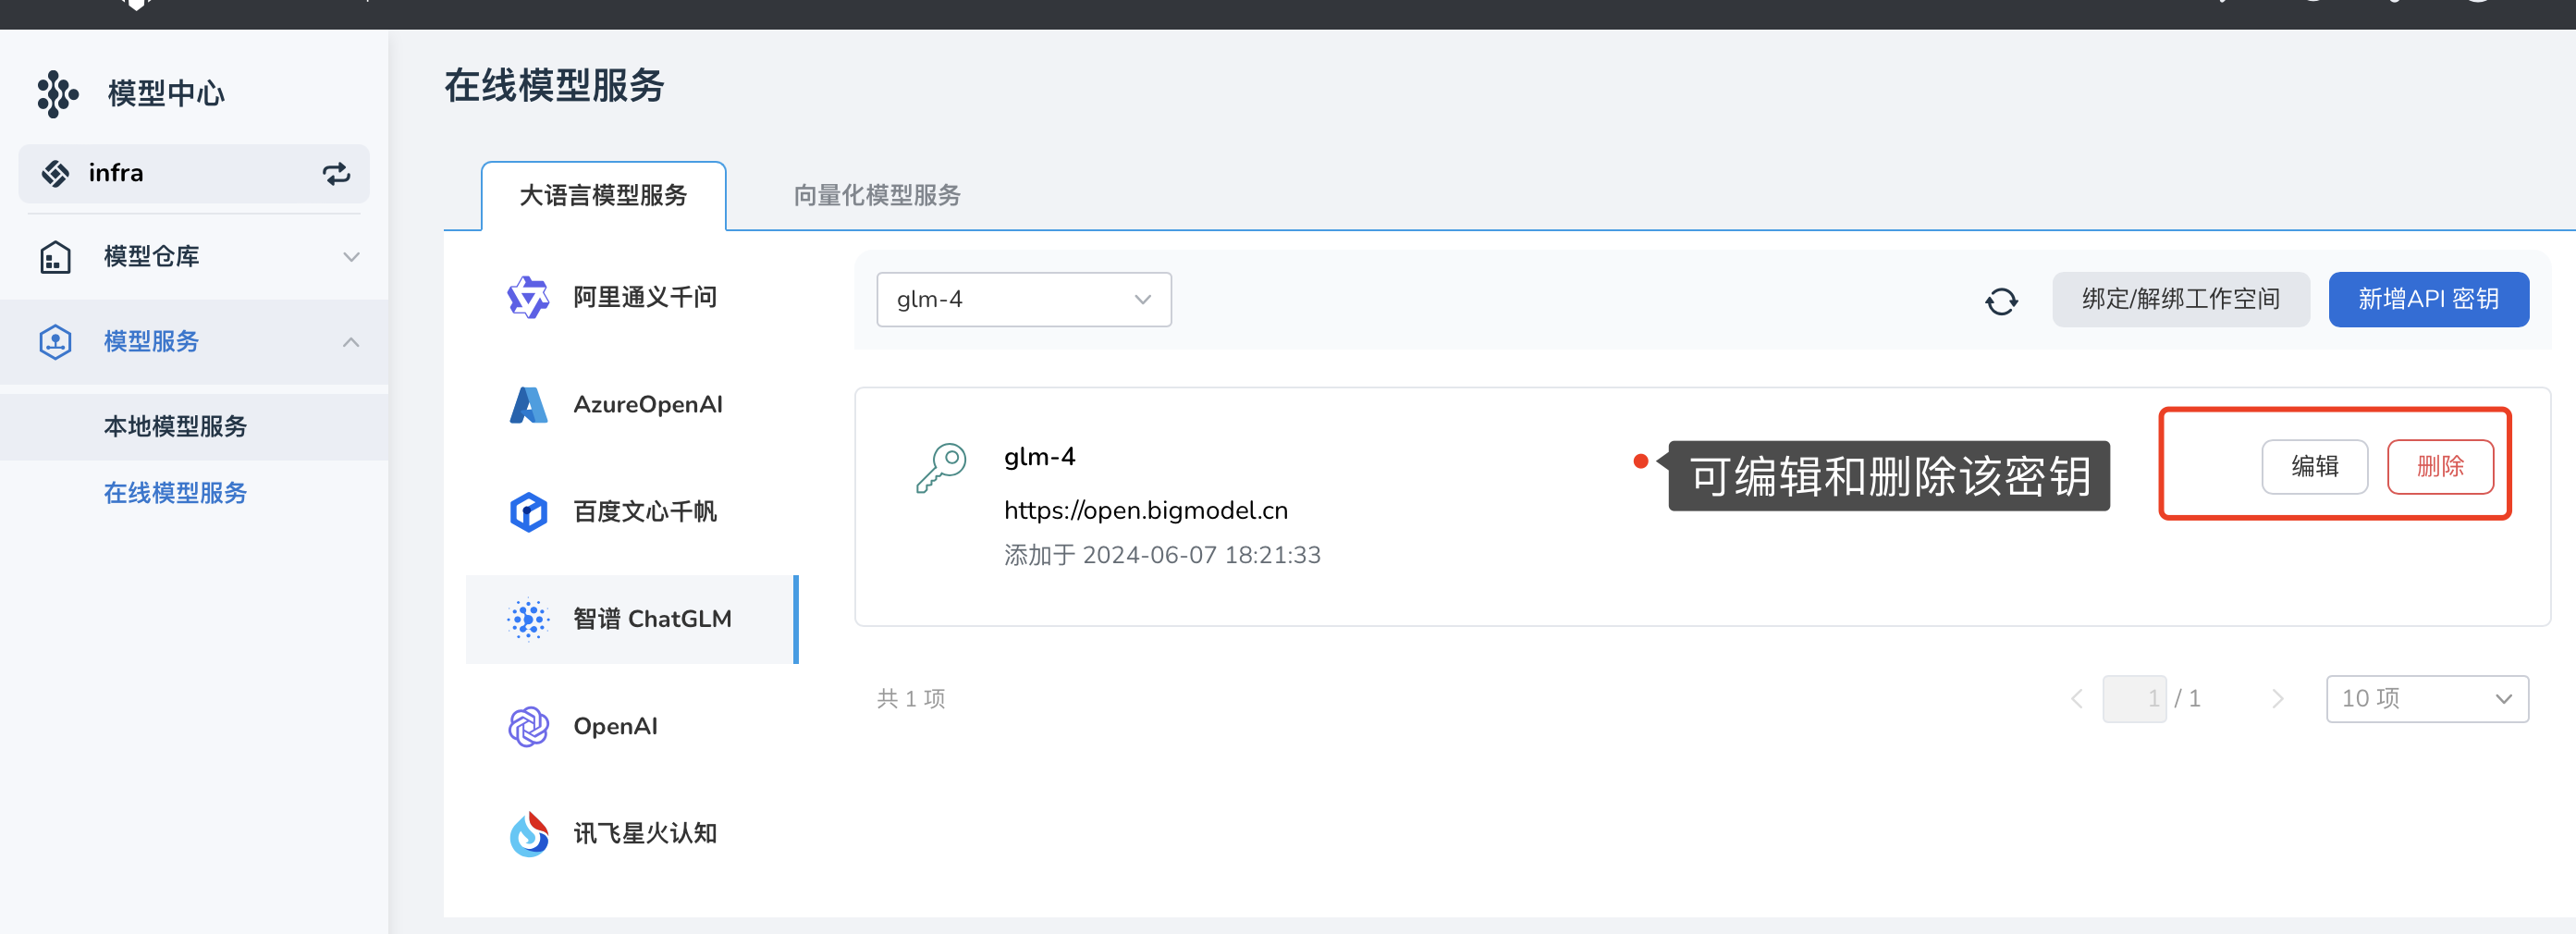 模型中心
infra
模型仓库
模型服务
本地模型服务
在线模型服务
在线模型服务
大语言模型服务
向量化模型服务
阿里通义千问
AzureOpenAI
百度文心千帆
智谱 ChatGLM
OpenAI
讯飞星火认知
glm-4
绑定/解绑工作空间
新增API 密钥
glm-4
https://open.bigmodel.cn
添加于 2024-06-07 18:21:33
可编辑和删除该密钥
编辑
删除
共 1 项
1 / 1
10 项